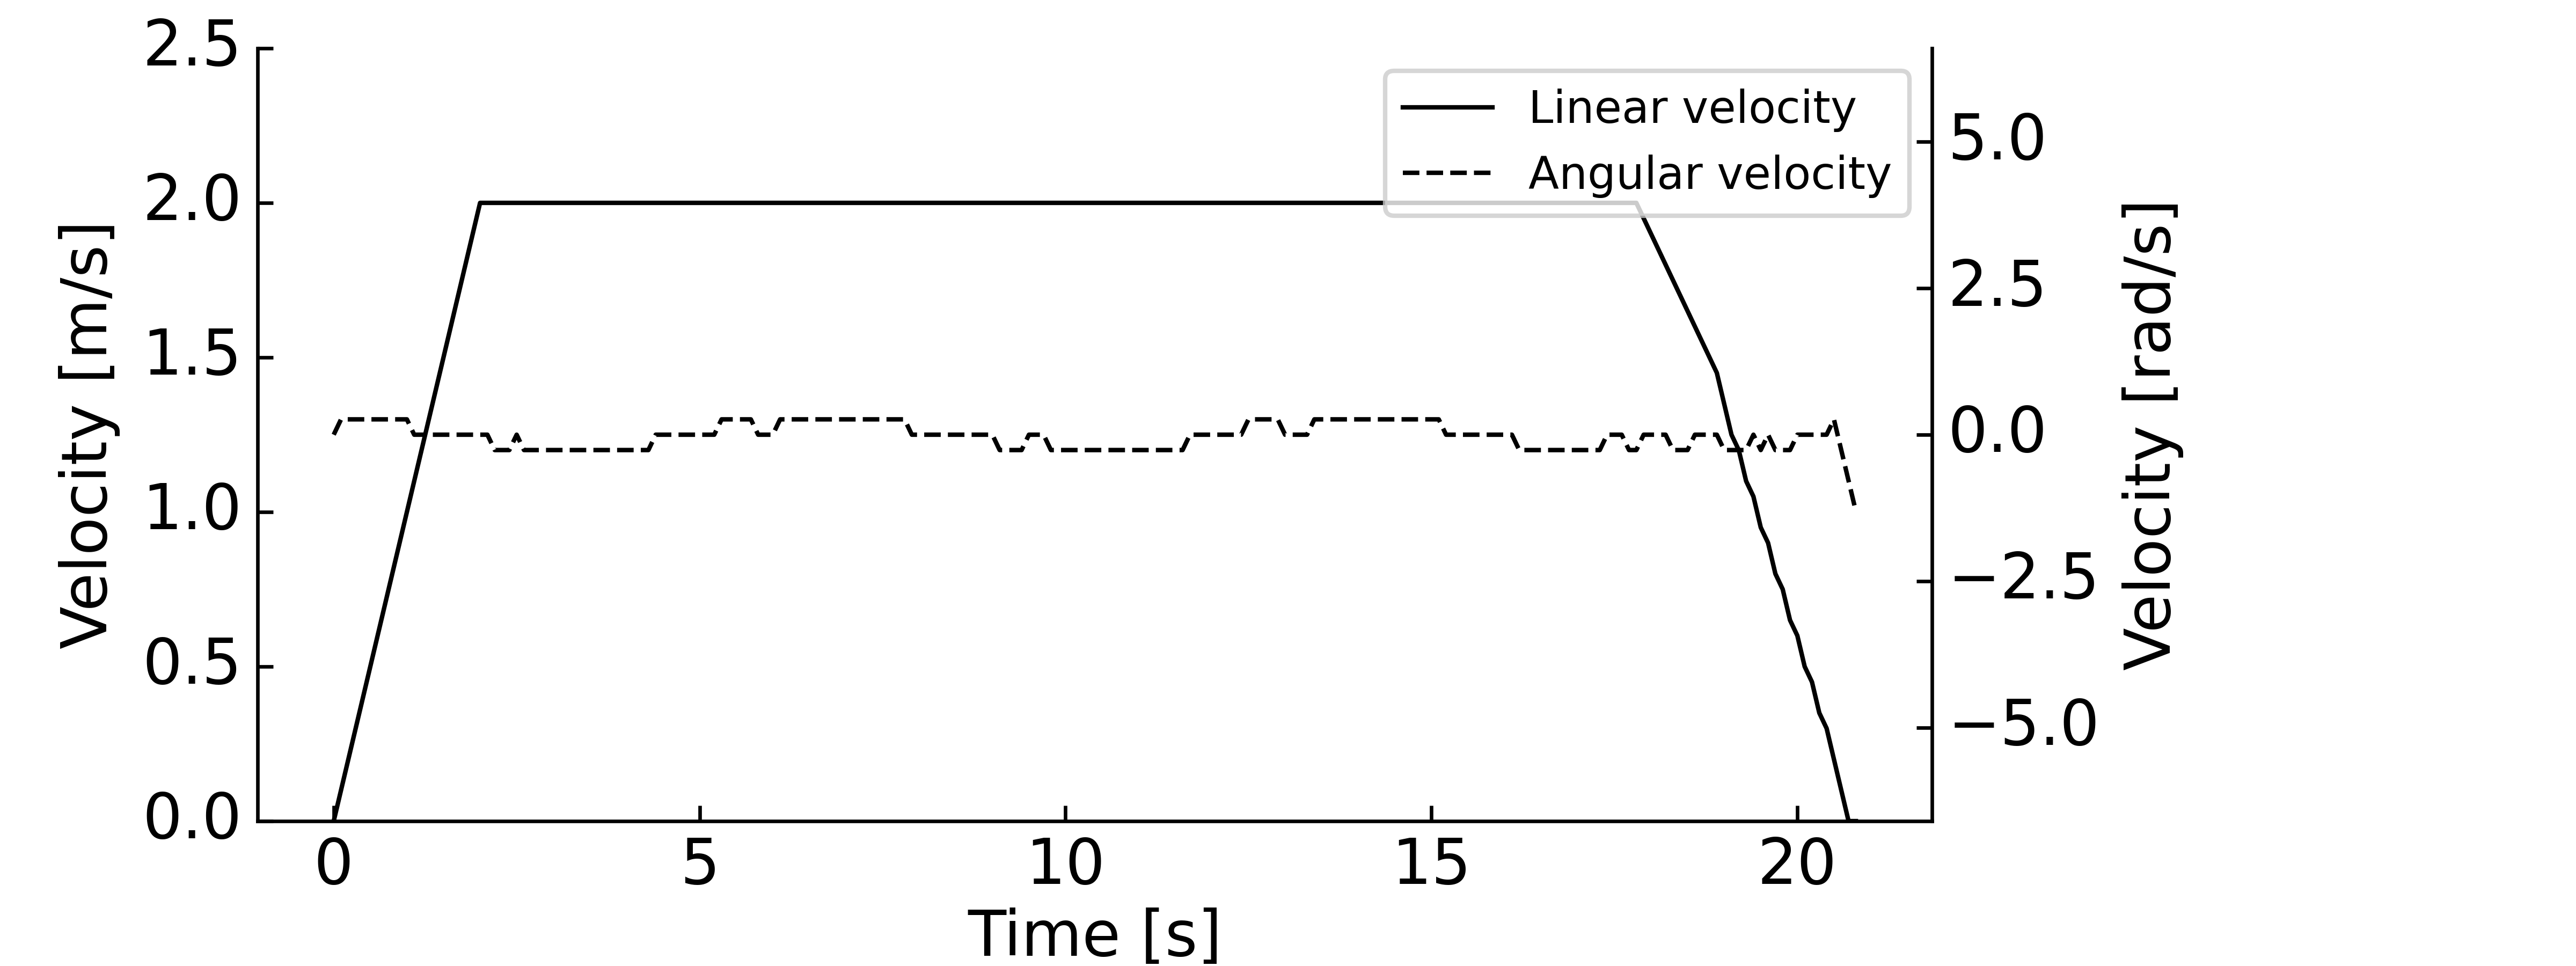 2.5
2.0
1.5
1.0
0.5
0.0
Velocity [m/s]
Linear velocity
Angular velocity
5.0
2.5
0.0
−2.5
−5.0
Velocity [rad/s]
0 5 10 15 20
Time [s]